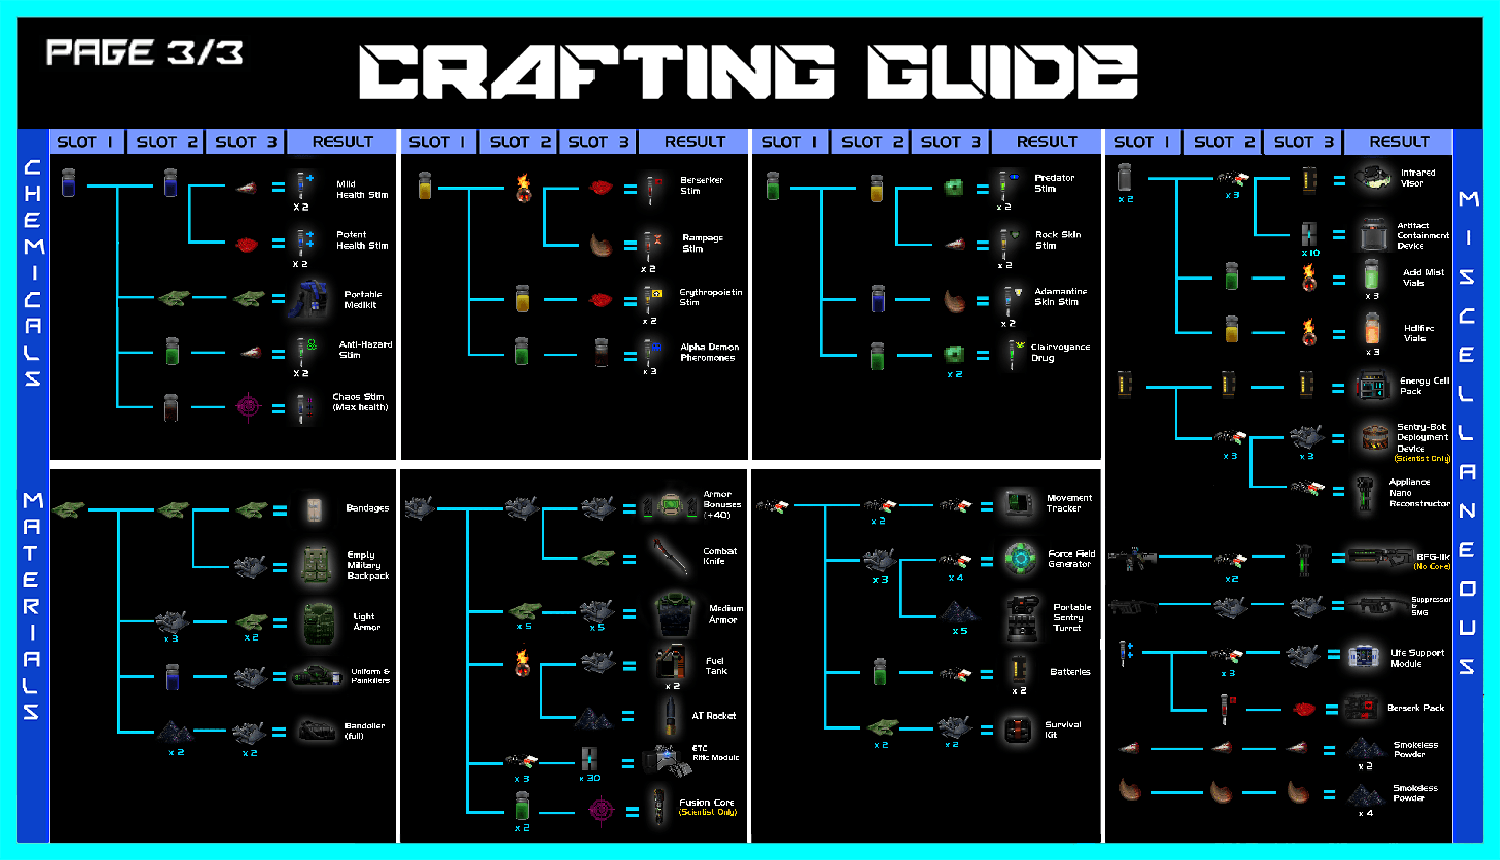 PAGE 3/3
CRAFTING GUIDE
SLOT 1 SLOT 2 SLOT 3 RESULT
SLOT 1 SLOT 2 SLOT 3 RESULT
SLOT 1 SLOT 2 SLOT 3 RESULT
SLOT 1 SLOT 2 SLOT 3 RESULT
CHEMICALS
Mild
Health Stim
x 2
Potent
Health Stim
x 2
Portable
Medikit
Anti-Hazard
Stim
x 2
Chaos Stim
(Max health)
Berserker
Stim
Rampage
Stim
x 2
Erythropoietin
Stim
x 2
Alpha Demon
Pheromones
x 3
Predator
Stim
x 2
Rock Skin
Stim
x 2
Adamantine
Skin Stim
x 2
Clairvoyance
Drug
x 2
MATERIALS
Bandages
Empty
Military
Backpack
Light
Armor
x 3
x 2
Uniform &
Painkillers
Bandolier
(full)
x 2
x 2
Armor
Bonuses
(+40)
Combat
Knife
Medium
Armor
x 5
x 5
Fuel
Tank
x 2
AT Rocket
ETC
Rifle Module
x 3
x 30
Fusion Core
(Scientist Only)
x 2
Movement
Tracker
x 2
Force Field
Generator
x 3
x 4
Portable
Sentry
Turret
x 5
Batteries
x 2
Survival
Kit
x 2
x 2
MISCELLANEOUS
Infrared
Visor
x 2
x 3
Artifact
Containment
Device
x 10
Acid Mist
Vials
x 3
Hellfire
Vials
x 3
Energy Cell
Pack
Sentry-Bot
Deployment
Device
(Scientist Only)
x 3
x 3
Appliance
Nano
Reconstructor
BFG-11k
(No Core)
x 2
Suppressor
&
SMG
Life Support
Module
x 3
Berserk Pack
Smokeless
Powder
x 2
Smokeless
Powder
x 4